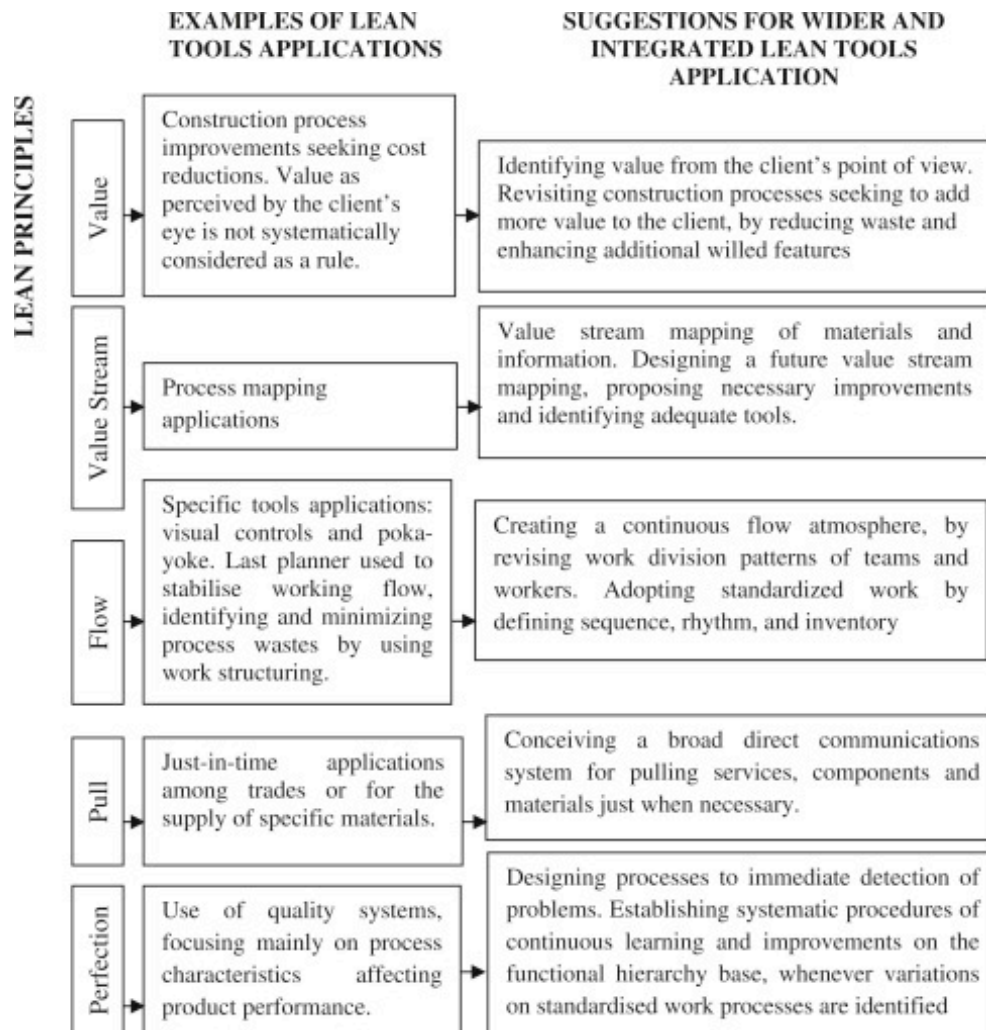 EXAMPLES OF LEAN
TOOLS APPLICATIONS
SUGGESTIONS FOR WIDER AND
INTEGRATED LEAN TOOLS
APPLICATION
LEAN PRINCIPLES
Value
Construction process
improvements seeking cost
reductions. Value as
perceived by the client's
eye is not systematically
considered as a rule.
Identifying value from the client's point of view.
Revisiting construction processes seeking to add
more value to the client, by reducing waste and
enhancing additional willed features
Value Stream
Process mapping
applications
Value stream mapping of materials and
information. Designing a future value stream
mapping, proposing necessary improvements
and identifying adequate tools.
Flow
Specific tools applications:
visual controls and poka-
yoke. Last planner used to
stabilise working flow,
identifying and minimizing
process wastes by using
work structuring.
Creating a continuous flow atmosphere, by
revising work division patterns of teams and
workers. Adopting standardized work by
defining sequence, rhythm, and inventory
Pull
Just-in-time applications
among trades or for the
supply of specific materials.
Conceiving a broad direct communications
system for pulling services, components and
materials just when necessary.
Perfection
Use of quality systems,
focusing mainly on process
characteristics affecting
product performance.
Designing processes to immediate detection of
problems. Establishing systematic procedures of
continuous learning and improvements on the
functional hierarchy base, whenever variations
on standardised work processes are identified